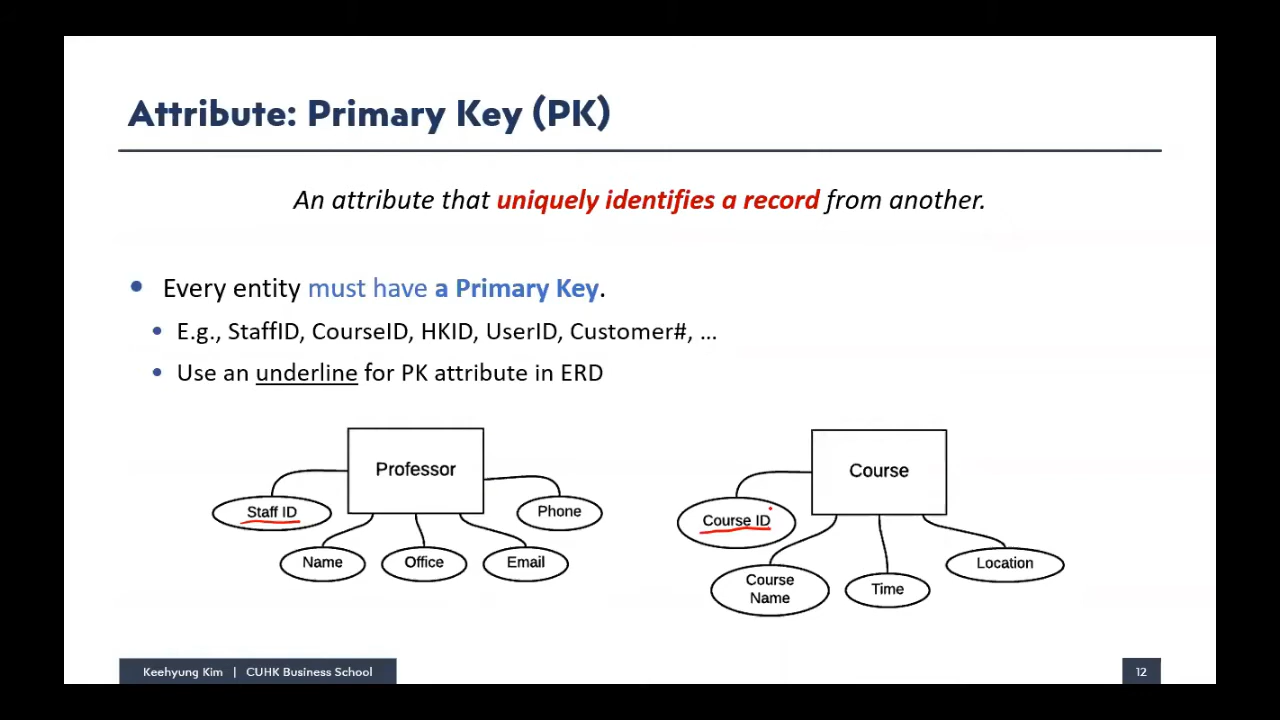 Attribute: Primary Key (PK)
An attribute that uniquely identifies a record from another.
Every entity must have a Primary Key.
E.g., StaffID, CourseID, HKID, UserID, Customer#, ...
Use an underline for PK attribute in ERD
Professor
Staff ID
Name
Office
Email
Phone
Course
Course ID
Course
Name
Time
Location
Keehyung Kim | CUHK Business School
12